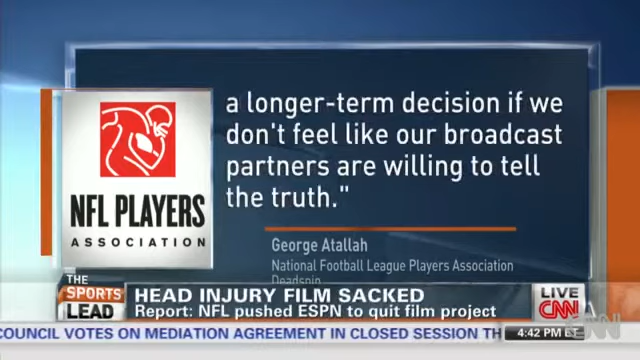 a longer-term decision if we
don't feel like our broadcast
partners are willing to tell
the truth."
NFL PLAYERS
ASSOCIATION
George Atallah
National Football League Players Association
Deadspin
THE
SPORTS
LEAD
HEAD INJURY FILM SACKED
Report: NFL pushed ESPN to quit film project
LIVE
CNN
COUNCIL VOTES ON MEDIATION AGREEMENT IN CLOSED SESSION TH
4:42 PM ET
CNN